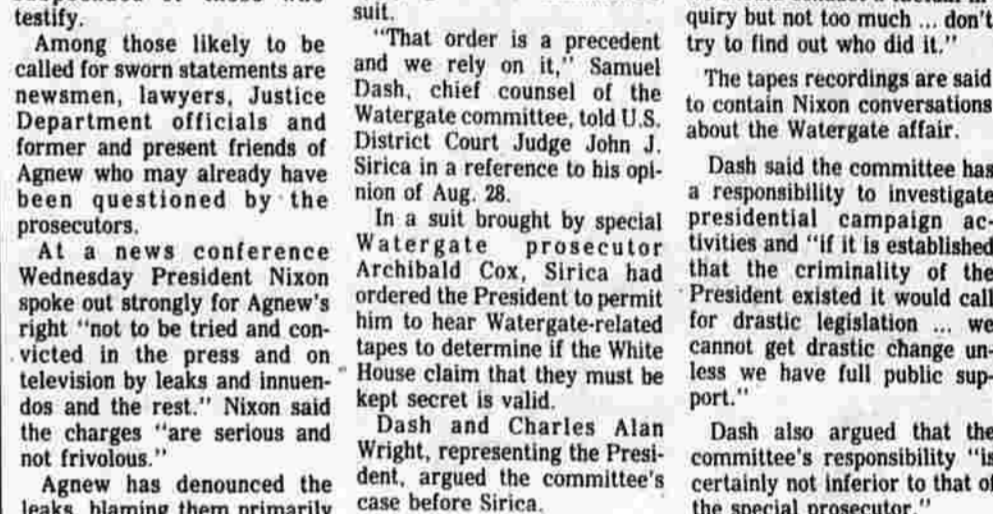 testify.
Among those likely to be
called for sworn statements are
newsmen, lawyers, Justice
Department officials and
former and present friends of
Agnew who may already have
been questioned by the
prosecutors.
At a news conference
Wednesday President Nixon
spoke out strongly for Agnew's
right "not to be tried and con-
victed in the press and on
television by leaks and innuen-
dos and the rest." Nixon said
the charges "are serious and
not frivolous."
Agnew has denounced the
leaks, blaming them primarily
suit.
"That order is a precedent
and we rely on it," Samuel
Dash, chief counsel of the
Watergate committee, told U.S.
District Court Judge John J.
Sirica in a reference to his opi-
nion of Aug. 28.
In a suit brought by special
Watergate prosecutor
Archibald Cox, Sirica had
ordered the President to permit
him to hear Watergate-related
tapes to determine if the White
House claim that they must be
kept secret is valid.
Dash and Charles Alan
Wright, representing the Presi-
dent, argued the committee's
case before Sirica.
quiry but not too much ... don't
try to find out who did it."
The tapes recordings are said
to contain Nixon conversations
about the Watergate affair.
Dash said the committee has
a responsibility to investigate
presidential campaign ac-
tivities and "if it is established
that the criminality of the
President existed it would call
for drastic legislation ... we
cannot get drastic change un-
less we have full public sup-
port."
Dash also argued that the
committee's responsibility "is
certainly not inferior to that of
the special prosecutor."